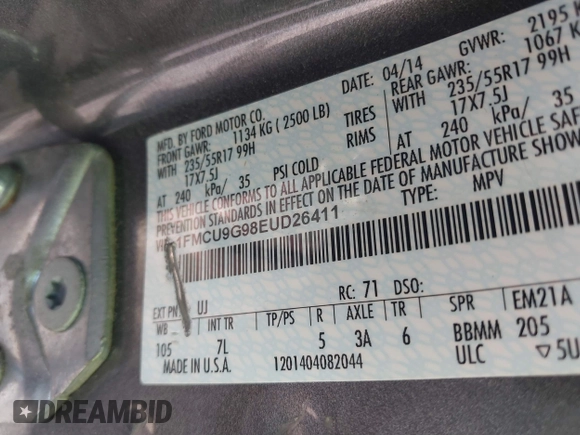 MFD. BY FORD MOTOR CO.
DATE: 04/14 GVWR: 2195 K
FRONT GAWR: 1134 KG ( 2500 LB) REAR GAWR: 1067 K
235/55R17 99H TIRES WITH 235/55R17 99H
WITH 17X7.5J RIMS 17X7.5J
AT 240 kPa/ 35 PSI COLD AT 240 kPa/ 35
THIS VEHICLE CONFORMS TO ALL APPLICABLE FEDERAL MOTOR VEHICLE SAF
PREVENTION STANDARDS IN EFFECT ON THE DATE OF MANUFACTURE SHOW
1FMCU9G98EUD26411 TYPE: MPV
EXT PN UJ RC: 71 DSO:
WB INT TR TP/PS R AXLE TR SPR EM21A
105 7L 5 3A 6 BBMM 205
MADE IN U.S.A. 1201404082044 ULC 5U
DREAMBID